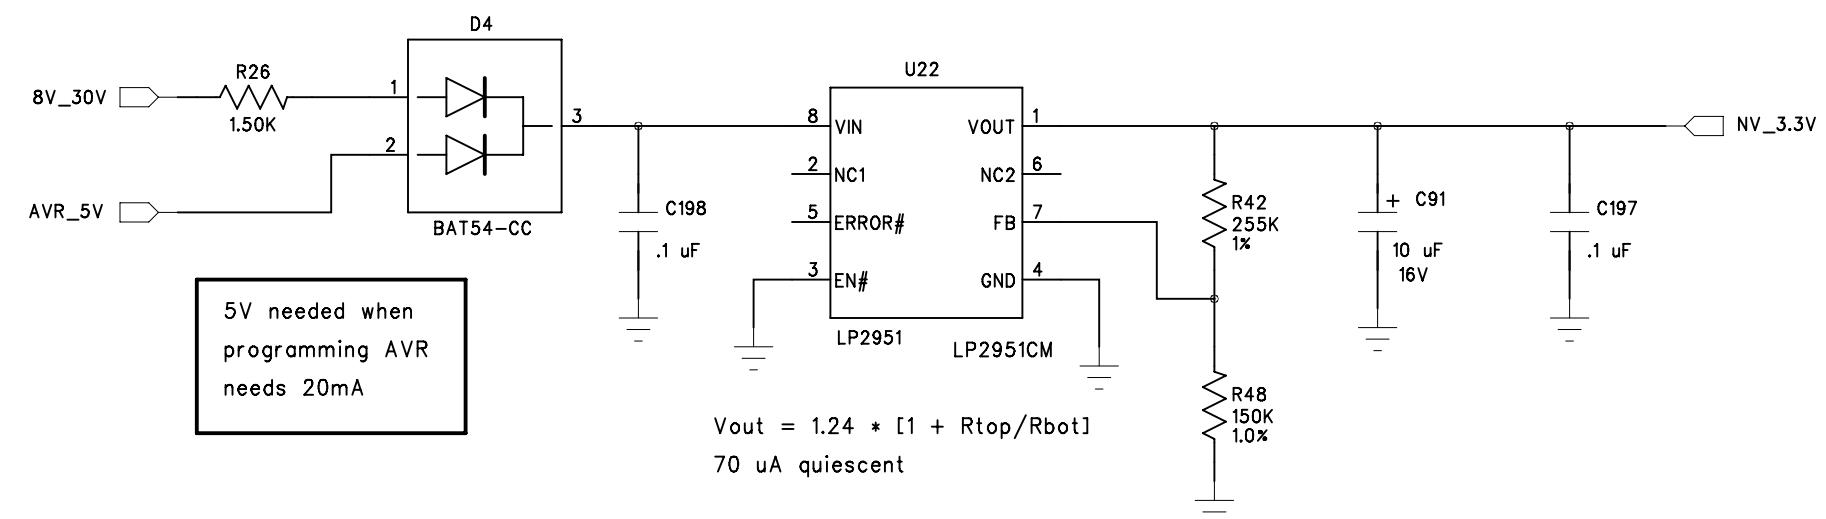 D4
R26
8V_30V
1.50K
1
2
3
AVR_5V
BAT54-CC
C198
.1 uF
U22
8
VIN
VOUT
1
2
NC1
NC2
6
5
ERROR#
FB
7
3
EN#
GND
4
LP2951
LP2951CM
NV_3.3V
R42
255K
1%
C91
+
10 uF
16V
C197
.1 uF
R48
150K
1.0%
5V needed when
programming AVR
needs 20mA
Vout = 1.24 * [1 + Rtop/Rbot]
70 uA quiescent